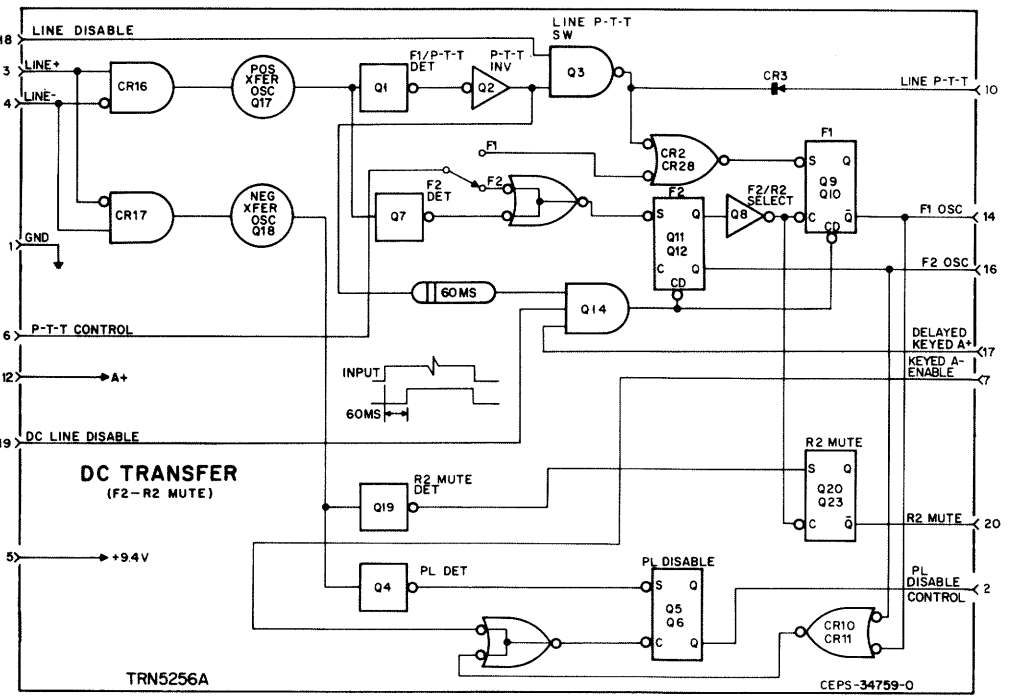 LINE P-T-T
SW
18 LINE DISABLE
3 LINE+
4 LINE-
CR16
POS
XFER
OSC
Q17
F1/P-T-T
DET
Q1
P-T-T
INV
Q2
Q3
CR3
LINE P-T-T 10
F1
CR2
CR28
F1
S Q
Q9
Q10
C Q̅
CD
CR17
NEG
XFER
OSC
Q18
F2
DET
Q7
F2
F2
S Q
Q11
Q12
C Q
CD
F2/R2
SELECT
Q8
F1 OSC 14
F2 OSC 16
1 GND
60MS
Q14
6 P-T-T CONTROL
DELAYED
KEYED A+
17
KEYED A-
ENABLE 7
12 A+
INPUT
60MS
19 DC LINE DISABLE
DC TRANSFER
(F2-R2 MUTE)
R2 MUTE
DET
Q19
R2 MUTE
S Q
Q20
Q23
C Q̅
R2 MUTE 20
5 +9.4V
Q4
PL DET
PL DISABLE
S Q
Q5
Q6
C Q
PL
DISABLE 2
CONTROL
CR10
CR11
TRN5256A
CEPS-34759-0